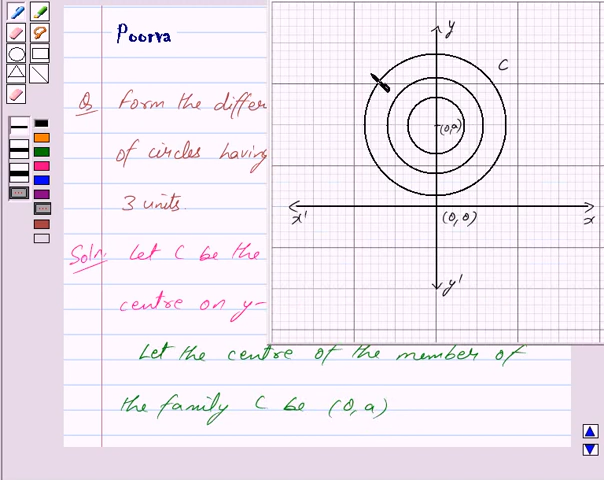 Poorva
Q Form the differ
of circles having
3 units.
Soln. Let C be the
centre on y-
Let the centre of the member of
the family C be (0,a)
y
C
(0,a)
x'
(0,0)
x
y'